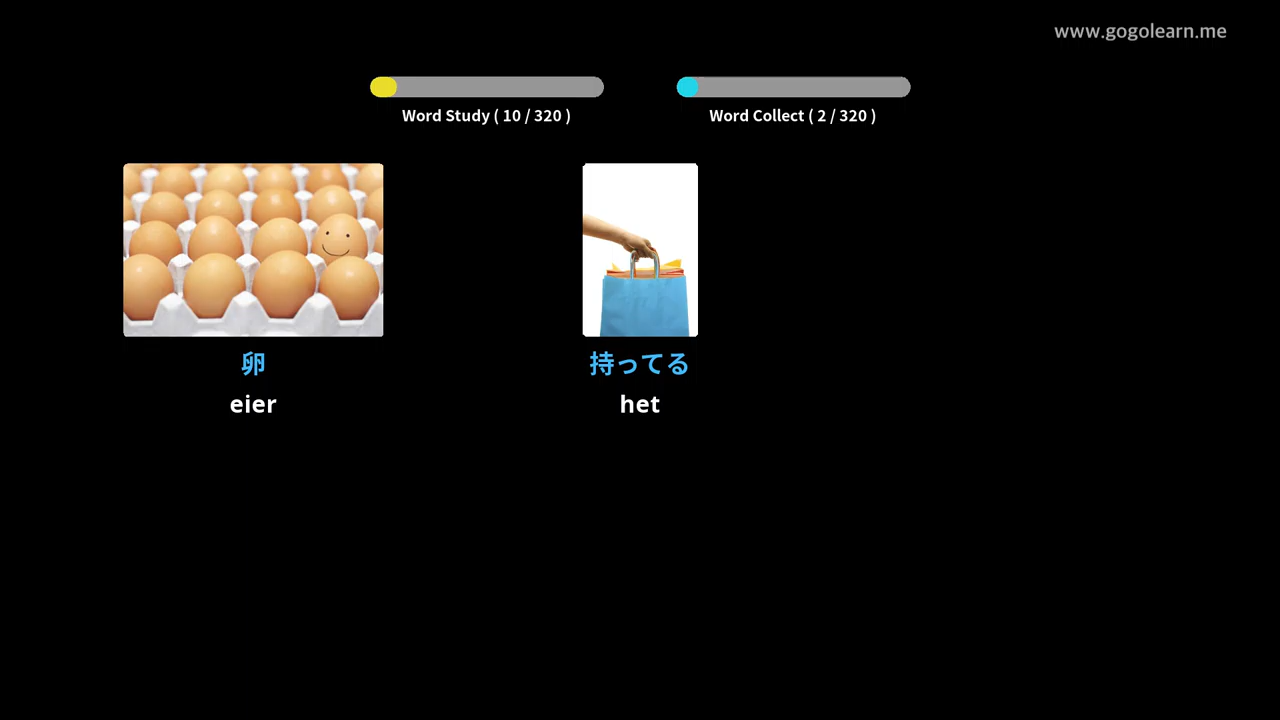 www.gogolearn.me
Word Study ( 10 / 320 )
Word Collect ( 2 / 320 )
卵
eier
持ってる
het